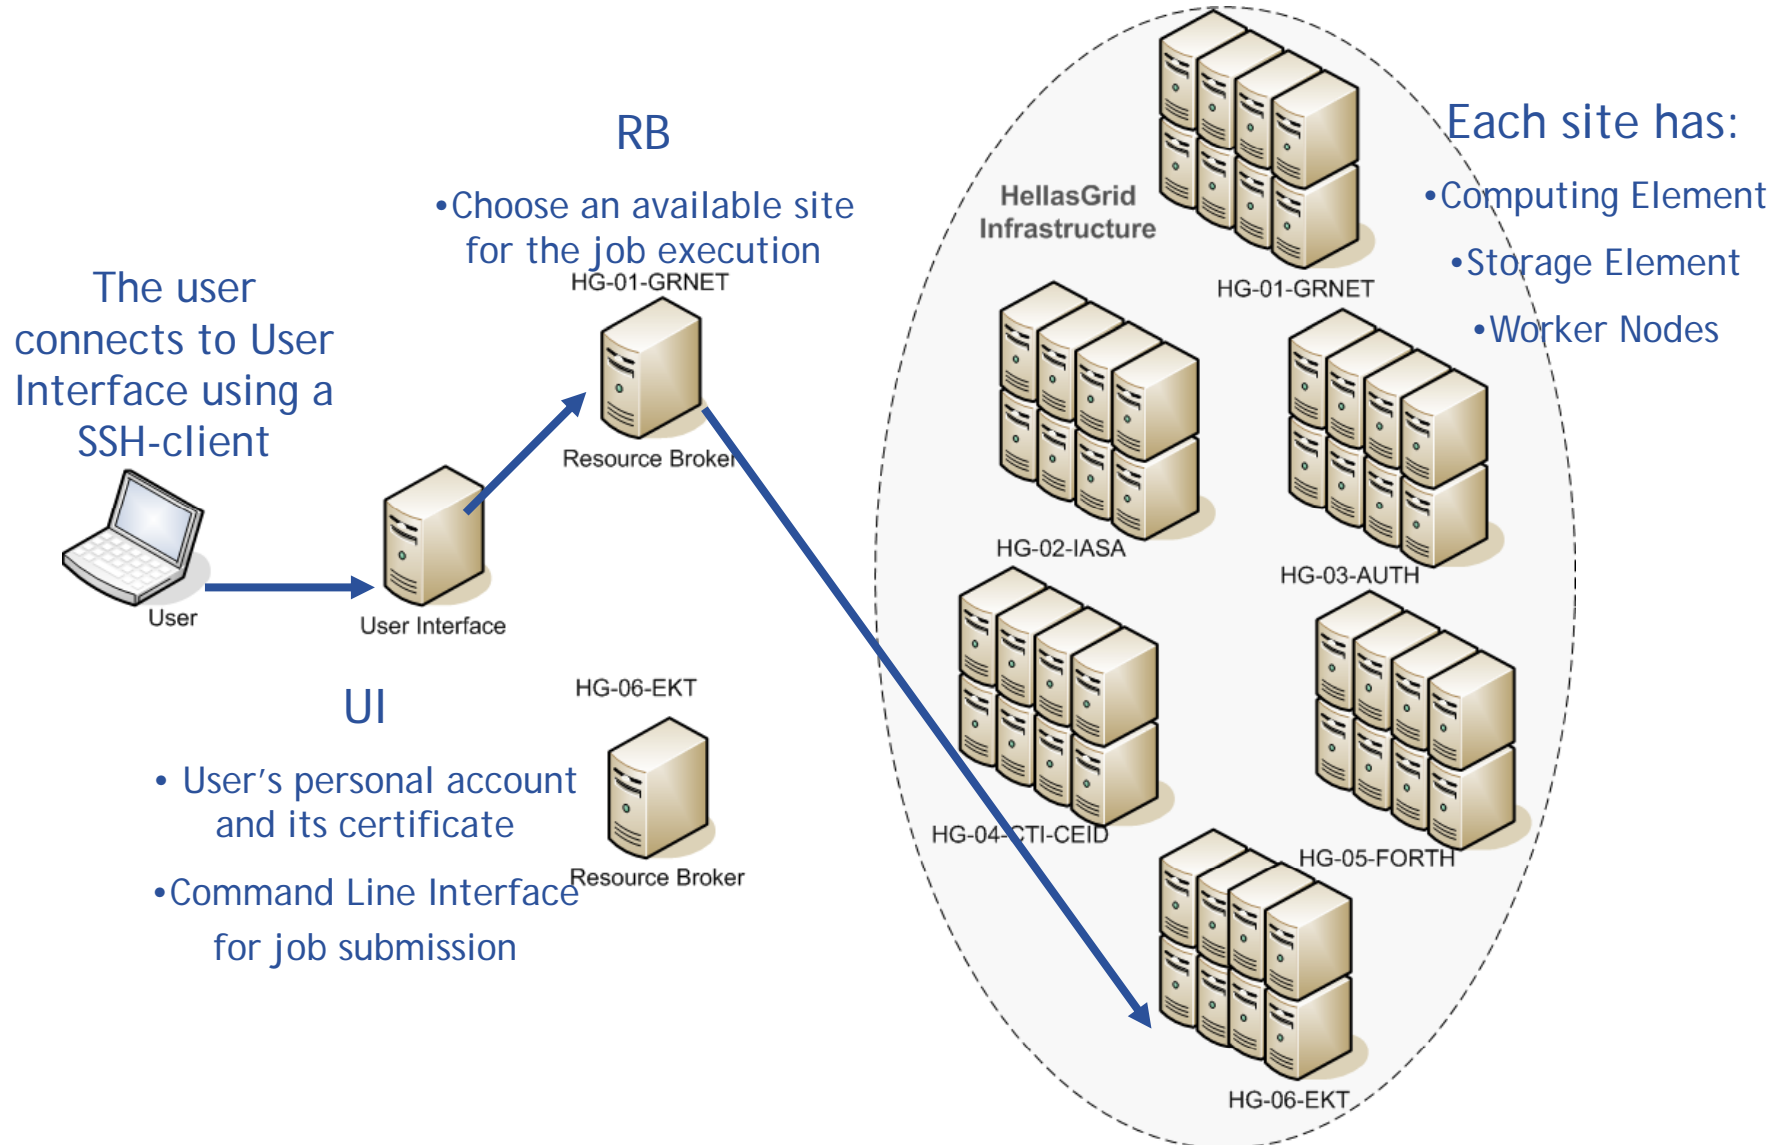 RB
•Choose an available site
for the job execution
HG-01-GRNET
Resource Broker
The user
connects to User
Interface using a
SSH-client
User
User Interface
UI
• User's personal account
and its certificate
•Command Line Interface
for job submission
HG-06-EKT
Resource Broker
HellasGrid
Infrastructure
HG-01-GRNET
HG-02-IASA
HG-03-AUTH
HG-04-CTI-CEID
HG-05-FORTH
HG-06-EKT
Each site has:
•Computing Element
•Storage Element
•Worker Nodes